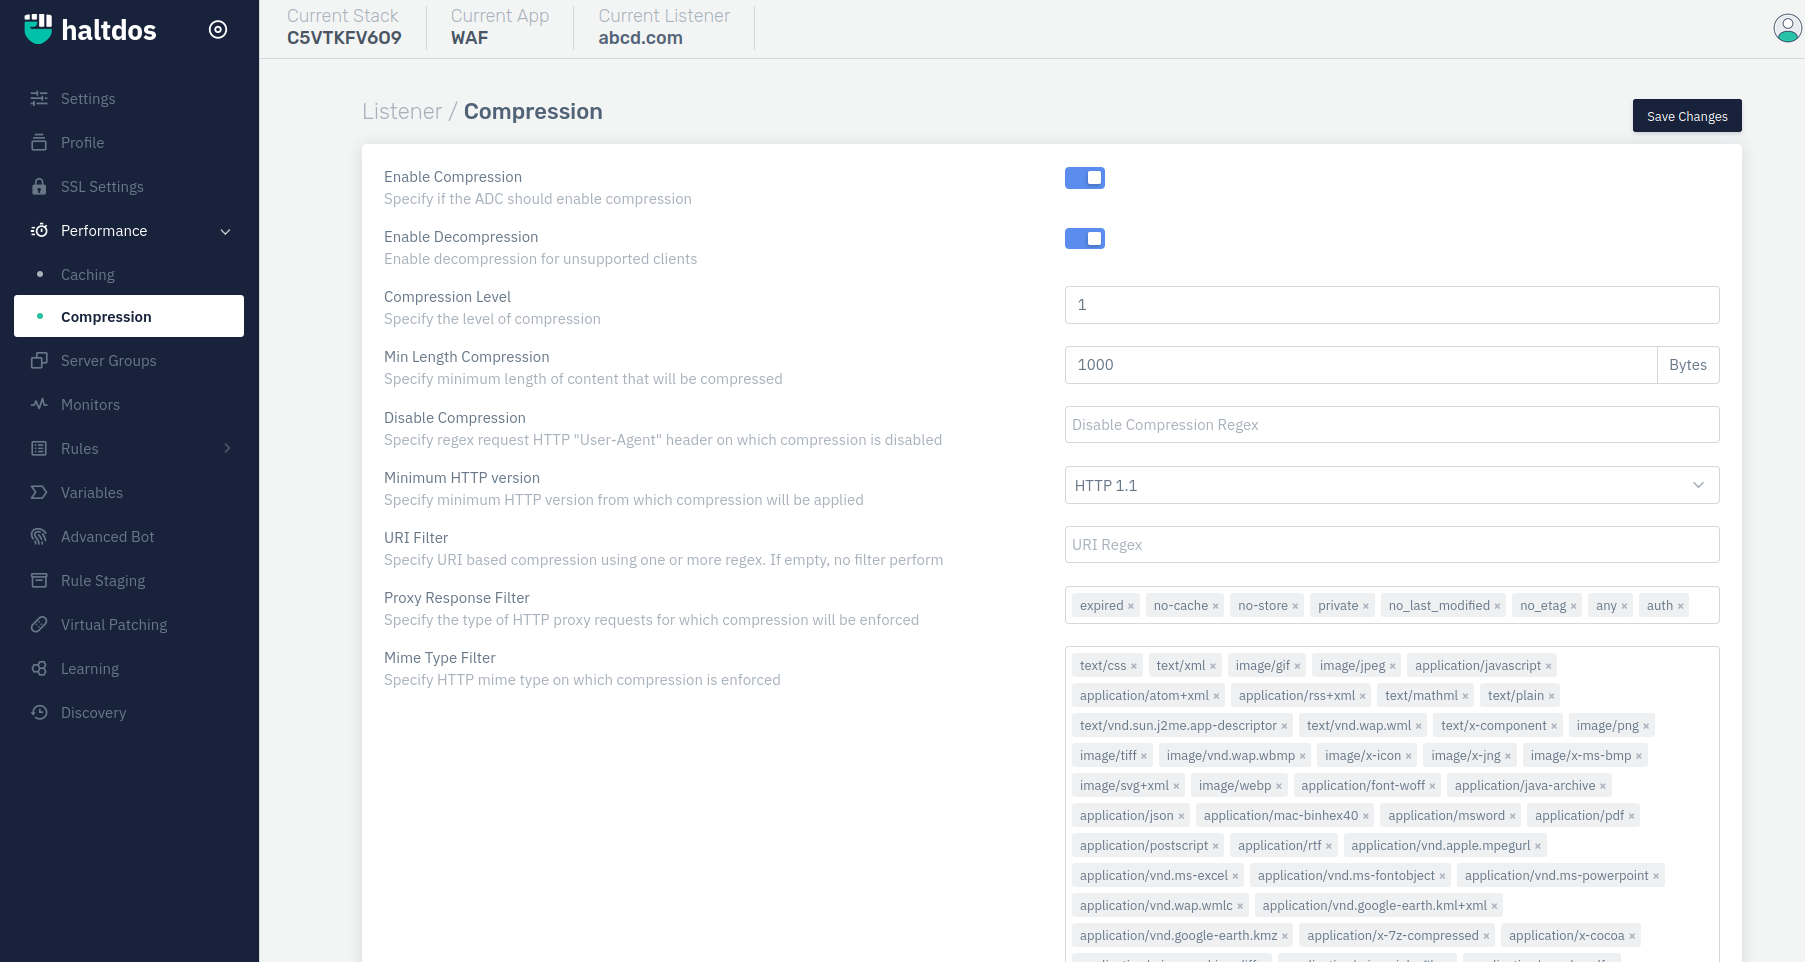 haltdos
Current Stack
C5VTKFV6O9
Current App
WAF
Current Listener
abcd.com
Settings
Profile
SSL Settings
Performance
Caching
Compression
Server Groups
Monitors
Rules
Variables
Advanced Bot
Rule Staging
Virtual Patching
Learning
Discovery
Listener / Compression
Save Changes
Enable Compression
Specify if the ADC should enable compression
Enable Decompression
Enable decompression for unsupported clients
Compression Level
Specify the level of compression
1
Min Length Compression
Specify minimum length of content that will be compressed
1000 Bytes
Disable Compression
Specify regex request HTTP "User-Agent" header on which compression is disabled
Disable Compression Regex
Minimum HTTP version
Specify minimum HTTP version from which compression will be applied
HTTP 1.1
URI Filter
Specify URI based compression using one or more regex. If empty, no filter perform
URI Regex
Proxy Response Filter
Specify the type of HTTP proxy requests for which compression will be enforced
expired × no-cache × no-store × private × no_last_modified × no_etag × any × auth ×
Mime Type Filter
Specify HTTP mime type on which compression is enforced
text/css × text/xml × image/gif × image/jpeg × application/javascript ×
application/atom+xml × application/rss+xml × text/mathml × text/plain ×
text/vnd.sun.j2me.app-descriptor × text/vnd.wap.wml × text/x-component × image/png ×
image/tiff × image/vnd.wap.wbmp × image/x-icon × image/x-jng × image/x-ms-bmp ×
image/svg+xml × image/webp × application/font-woff × application/java-archive ×
application/json × application/mac-binhex40 × application/msword × application/pdf ×
application/postscript × application/rtf × application/vnd.apple.mpegurl ×
application/vnd.ms-excel × application/vnd.ms-fontobject × application/vnd.ms-powerpoint ×
application/vnd.wap.wmlc × application/vnd.google-earth.kml+xml ×
application/vnd.google-earth.kmz × application/x-7z-compressed × application/x-cocoa ×